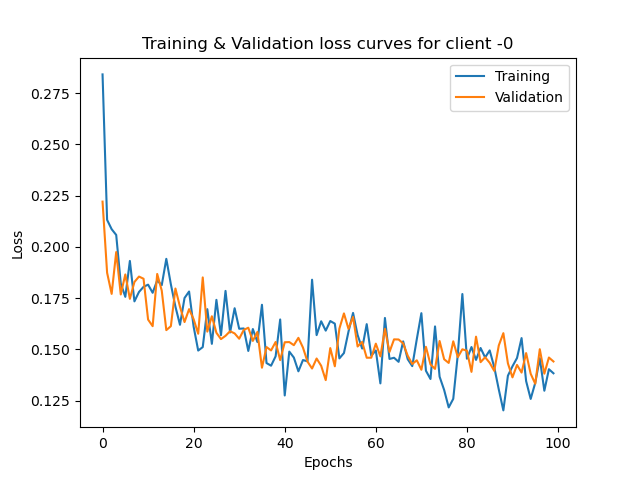 Training & Validation loss curves for client -0
Training
Validation
0.275
0.250
0.225
0.200
0.175
0.150
0.125
Loss
0
20
40
60
80
100
Epochs